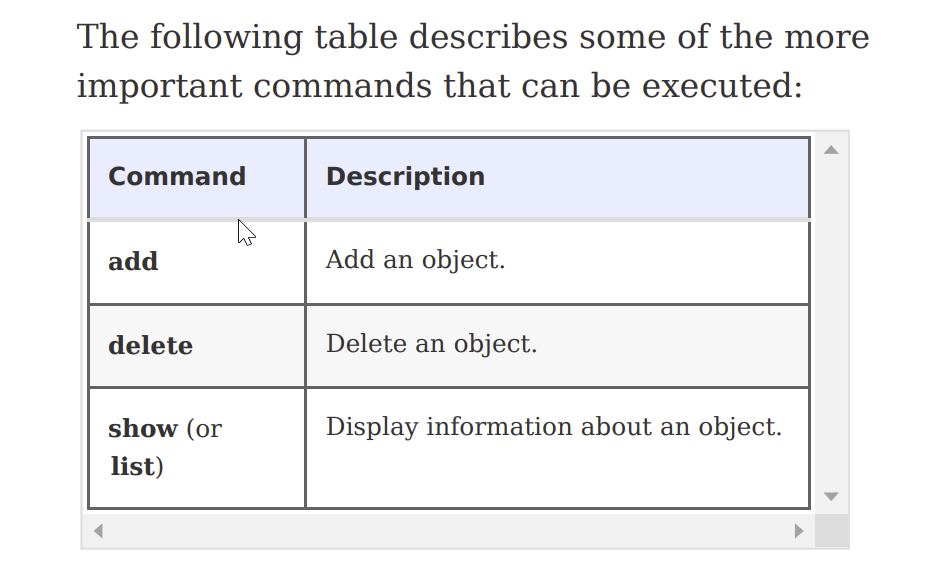 The following table describes some of the more
important commands that can be executed:
Command Description
add Add an object.
delete Delete an object.
show (or Display information about an object.
list)